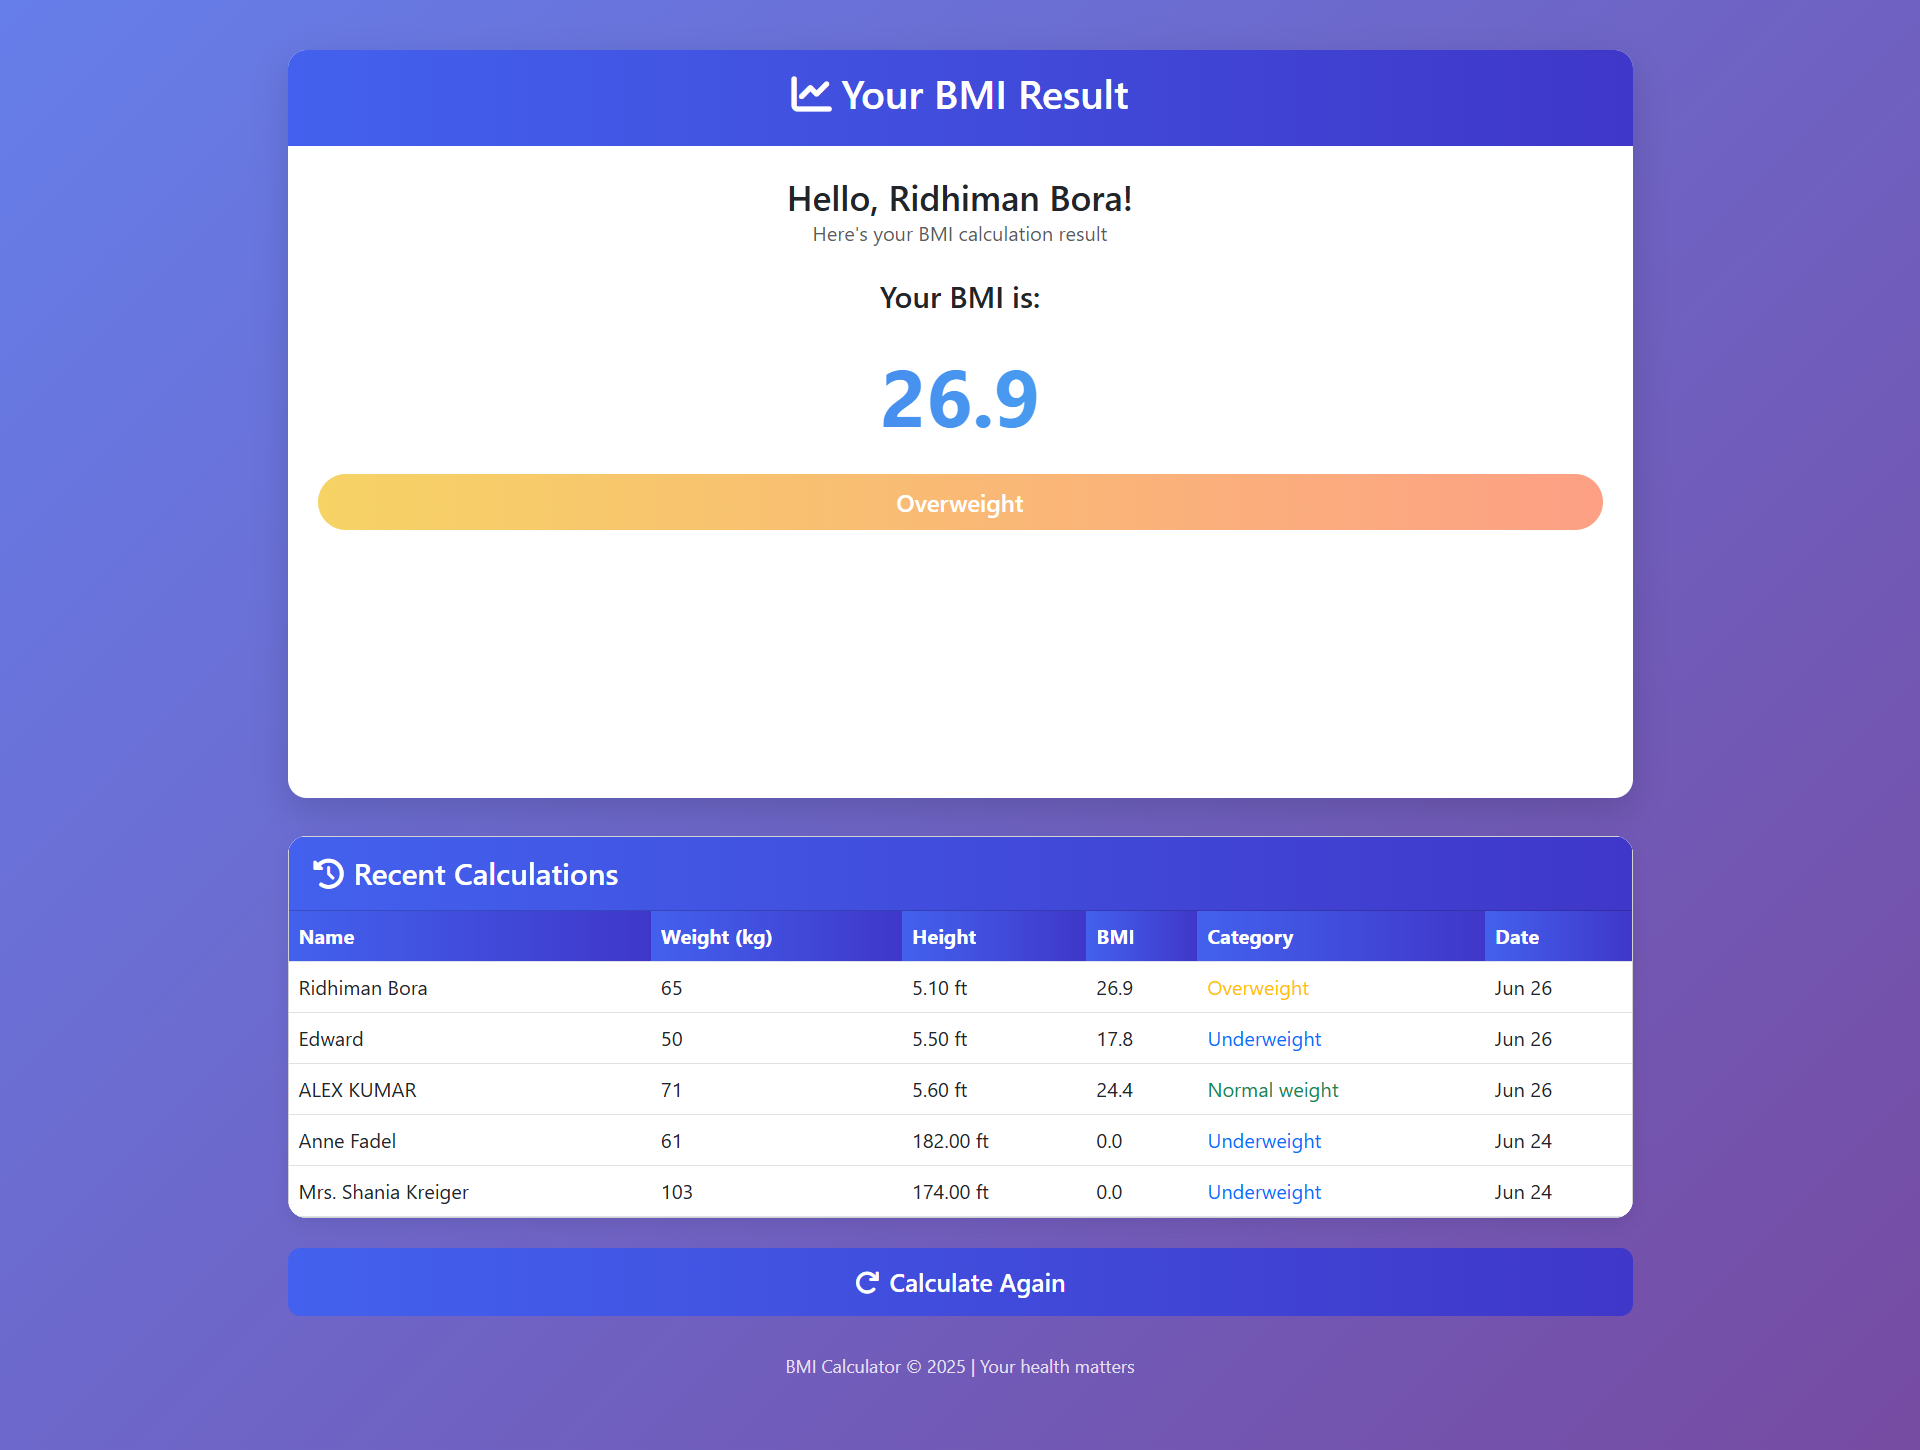 Your BMI Result
Hello, Ridhiman Bora!
Here's your BMI calculation result
Your BMI is:
26.9
Overweight
Recent Calculations
Name Weight (kg) Height BMI Category Date
Ridhiman Bora 65 5.10 ft 26.9 Overweight Jun 26
Edward 50 5.50 ft 17.8 Underweight Jun 26
ALEX KUMAR 71 5.60 ft 24.4 Normal weight Jun 26
Anne Fadel 61 182.00 ft 0.0 Underweight Jun 24
Mrs. Shania Kreiger 103 174.00 ft 0.0 Underweight Jun 24
Calculate Again
BMI Calculator © 2025 | Your health matters